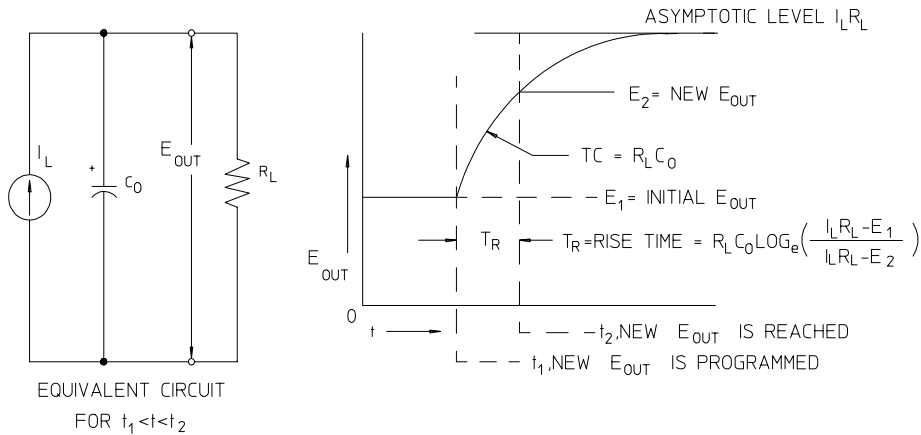 I_L
C_O
+
E_OUT
R_L
EQUIVALENT CIRCUIT
FOR t_1<t<t_2
ASYMPTOTIC LEVEL I_LR_L
E_2= NEW E_OUT
TC = R_LC_O
E_1= INITIAL E_OUT
T_R
T_R=RISE TIME = R_LC_OLOG_e(I_LR_L-E_1/I_LR_L-E_2)
E_OUT
O
t
t_2,NEW E_OUT IS REACHED
t_1,NEW E_OUT IS PROGRAMMED